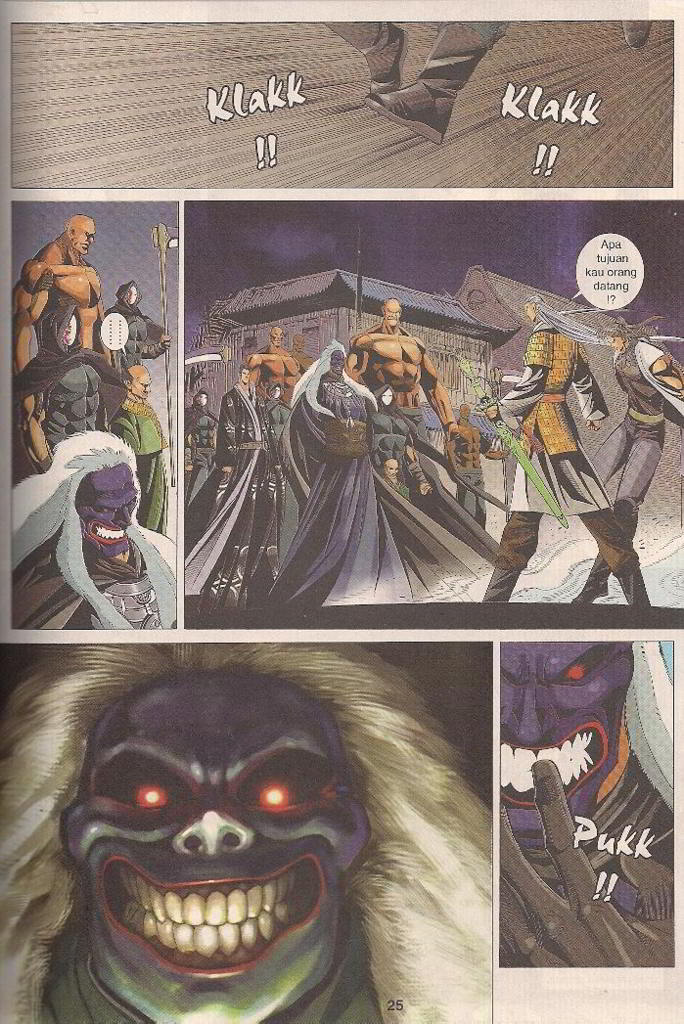 Klakk
!!
Klakk
!!
......
Apa
tujuan
kau orang
datang
!?
Pukk
!!
25